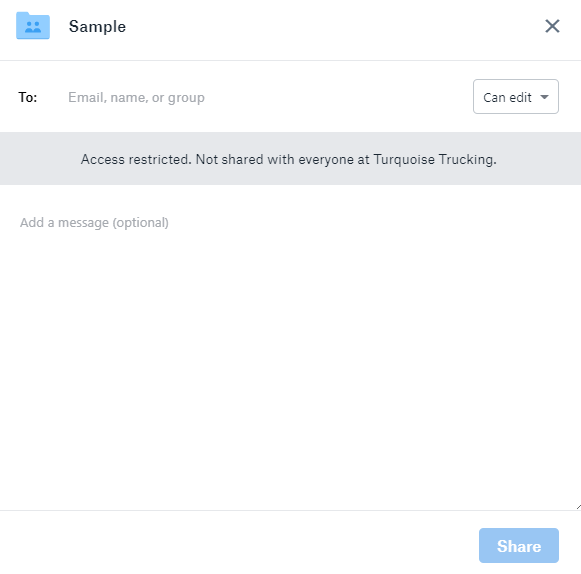 Sample
To: Email, name, or group Can edit
Access restricted. Not shared with everyone at Turquoise Trucking.
Add a message (optional)
Share